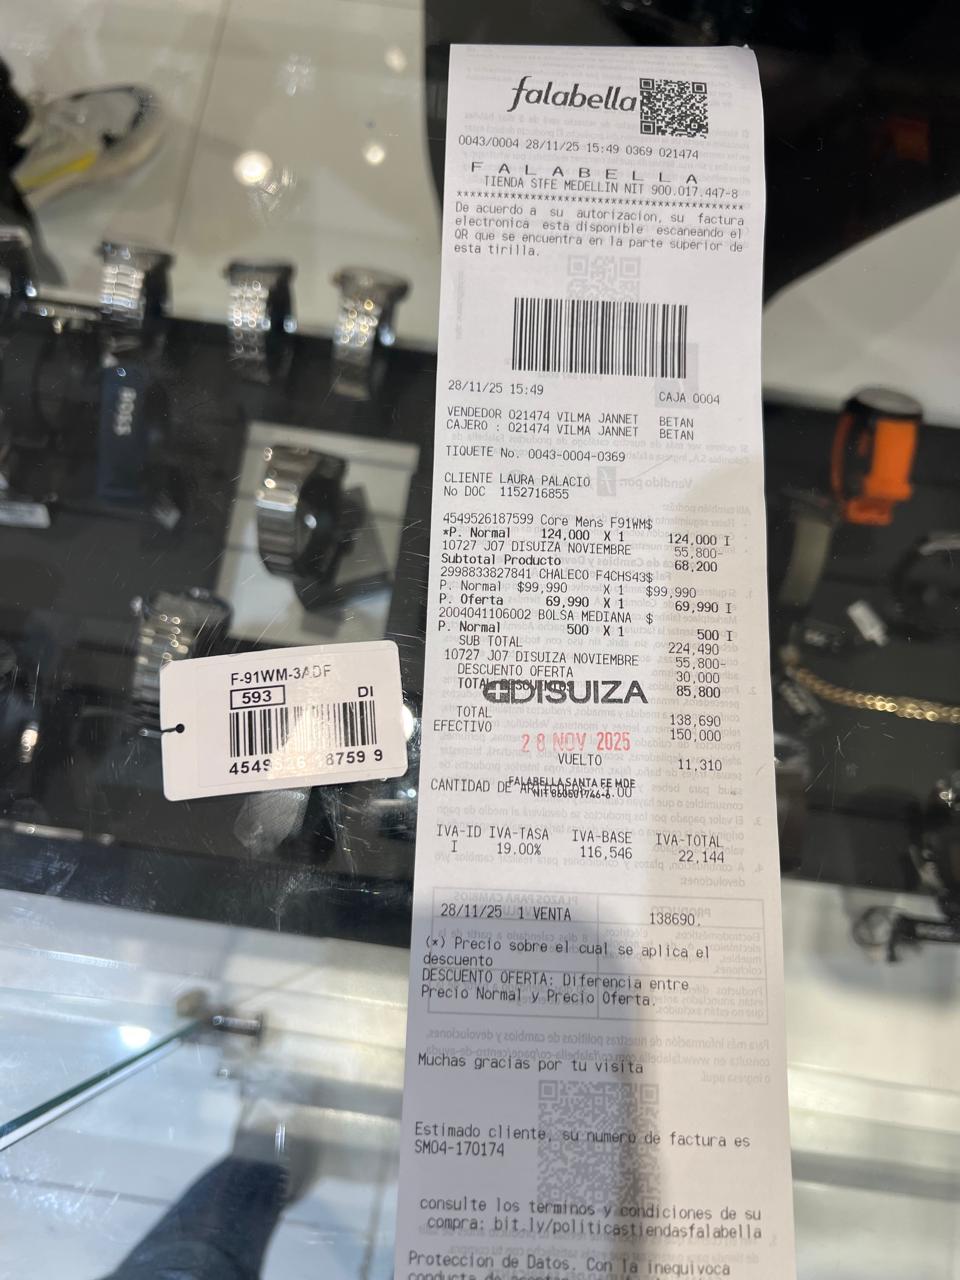 falabella
0043/0004 28/11/25 15:49 0369 021474
F A L A B E L L A
TIENDA STFE MEDELLIN NIT 900.017.447-8
****************************************
De acuerdo a su autorizacion, su factura
electronica esta disponible escaneando el
QR que se encuentra en la parte superior de
esta tirilla.
28/11/25 15:49 CAJA 0004
VENDEDOR 021474 VILMA JANNET BETAN
CAJERO : 021474 VILMA JANNET BETAN
TIQUETE No. 0043-0004-0369
CLIENTE LAURA PALACIO
No DOC 1152716855
4549526187599 Core Mens F91WM$
*P. Normal 124,000 X 1 124,000 I
10727 J07 DISUIZA NOVIEMBRE 55,800-
Subtotal Producto 68,200
2998833827841 CHALECO F4CHS43$
P. Normal $99,990 X 1 $99,990
P. Oferta 69,990 X 1 69,990 I
2004041106002 BOLSA MEDIANA $
P. Normal 500 X 1 500 I
SUB TOTAL 224,490
10727 J07 DISUIZA NOVIEMBRE 55,800-
DESCUENTO OFERTA 30,000
TOTAL 85,800
DISUIZA
TOTAL 138,690
EFECTIVO 150,000
28 NOV 2025
VUELTO 11,310
FALABELLA SANTA FE MDE
CANTIDAD DE
NIT
IVA-ID IVA-TASA IVA-BASE IVA-TOTAL
I 19.00% 116,546 22,144
28/11/25 1 VENTA 138690.
(*) Precio sobre el cual se aplica el
descuento
DESCUENTO OFERTA: Diferencia entre
Precio Normal y Precio Oferta.
Muchas gracias por tu visita
Estimado cliente, su numero de factura es
SM04-170174
consulte los terminos y condiciones de su
compra: bit.ly/politicastiendasfalabella
Proteccion de Datos. Con la inequivoca
conducta de
F-91WM-3ADF
593 DI
4549526 18759 9
BOSS